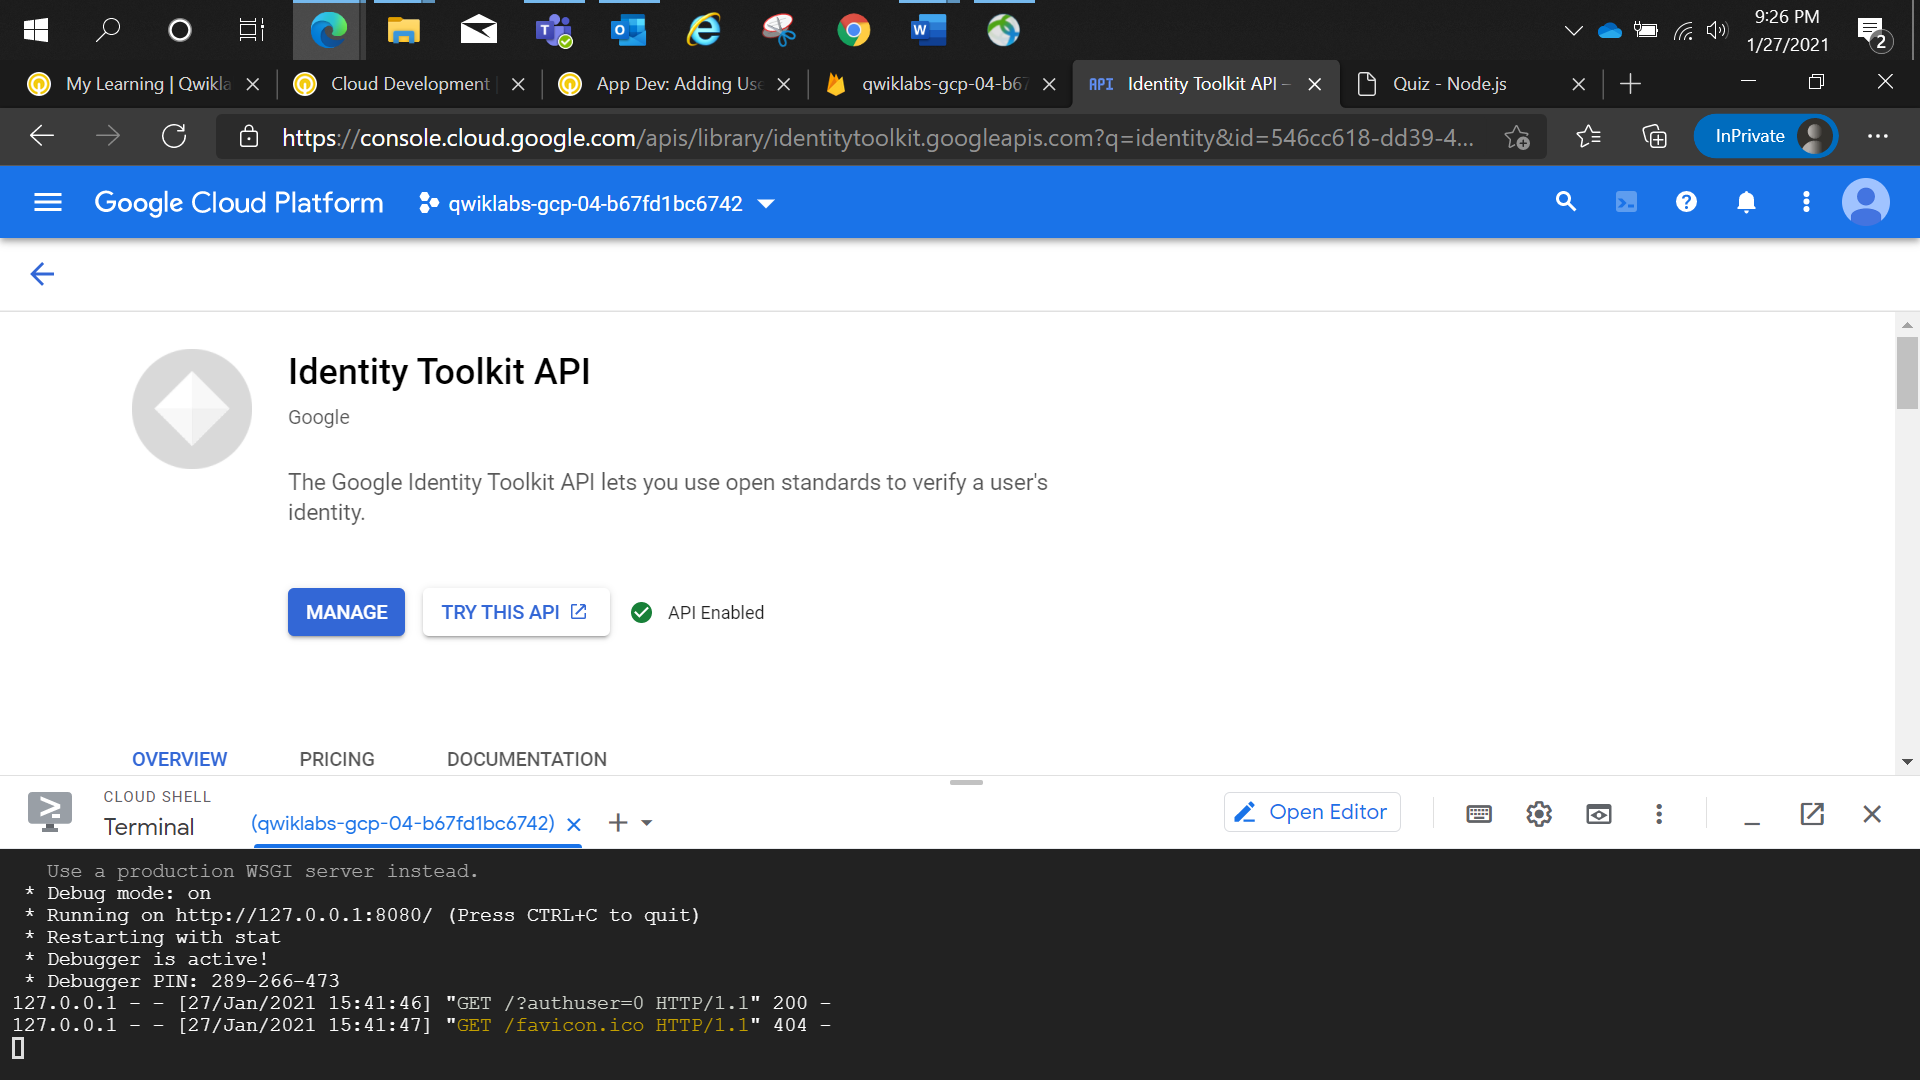 9:26 PM
1/27/2021
2
My Learning | Qwikla
Cloud Development
App Dev: Adding Use
qwiklabs-gcp-04-b67
API Identity Toolkit API –
Quiz - Node.js
https://console.cloud.google.com/apis/library/identitytoolkit.googleapis.com?q=identity&id=546cc618-dd39-4...
InPrivate
Google Cloud Platform
qwiklabs-gcp-04-b67fd1bc6742
Identity Toolkit API
Google
The Google Identity Toolkit API lets you use open standards to verify a user's
identity.
MANAGE
TRY THIS API
API Enabled
OVERVIEW
PRICING
DOCUMENTATION
CLOUD SHELL
Terminal
(qwiklabs-gcp-04-b67fd1bc6742)
Open Editor
Use a production WSGI server instead.
* Debug mode: on
* Running on http://127.0.0.1:8080/ (Press CTRL+C to quit)
* Restarting with stat
* Debugger is active!
* Debugger PIN: 289-266-473
127.0.0.1 - - [27/Jan/2021 15:41:46] "GET /?authuser=0 HTTP/1.1" 200 -
127.0.0.1 - - [27/Jan/2021 15:41:47] "GET /favicon.ico HTTP/1.1" 404 -